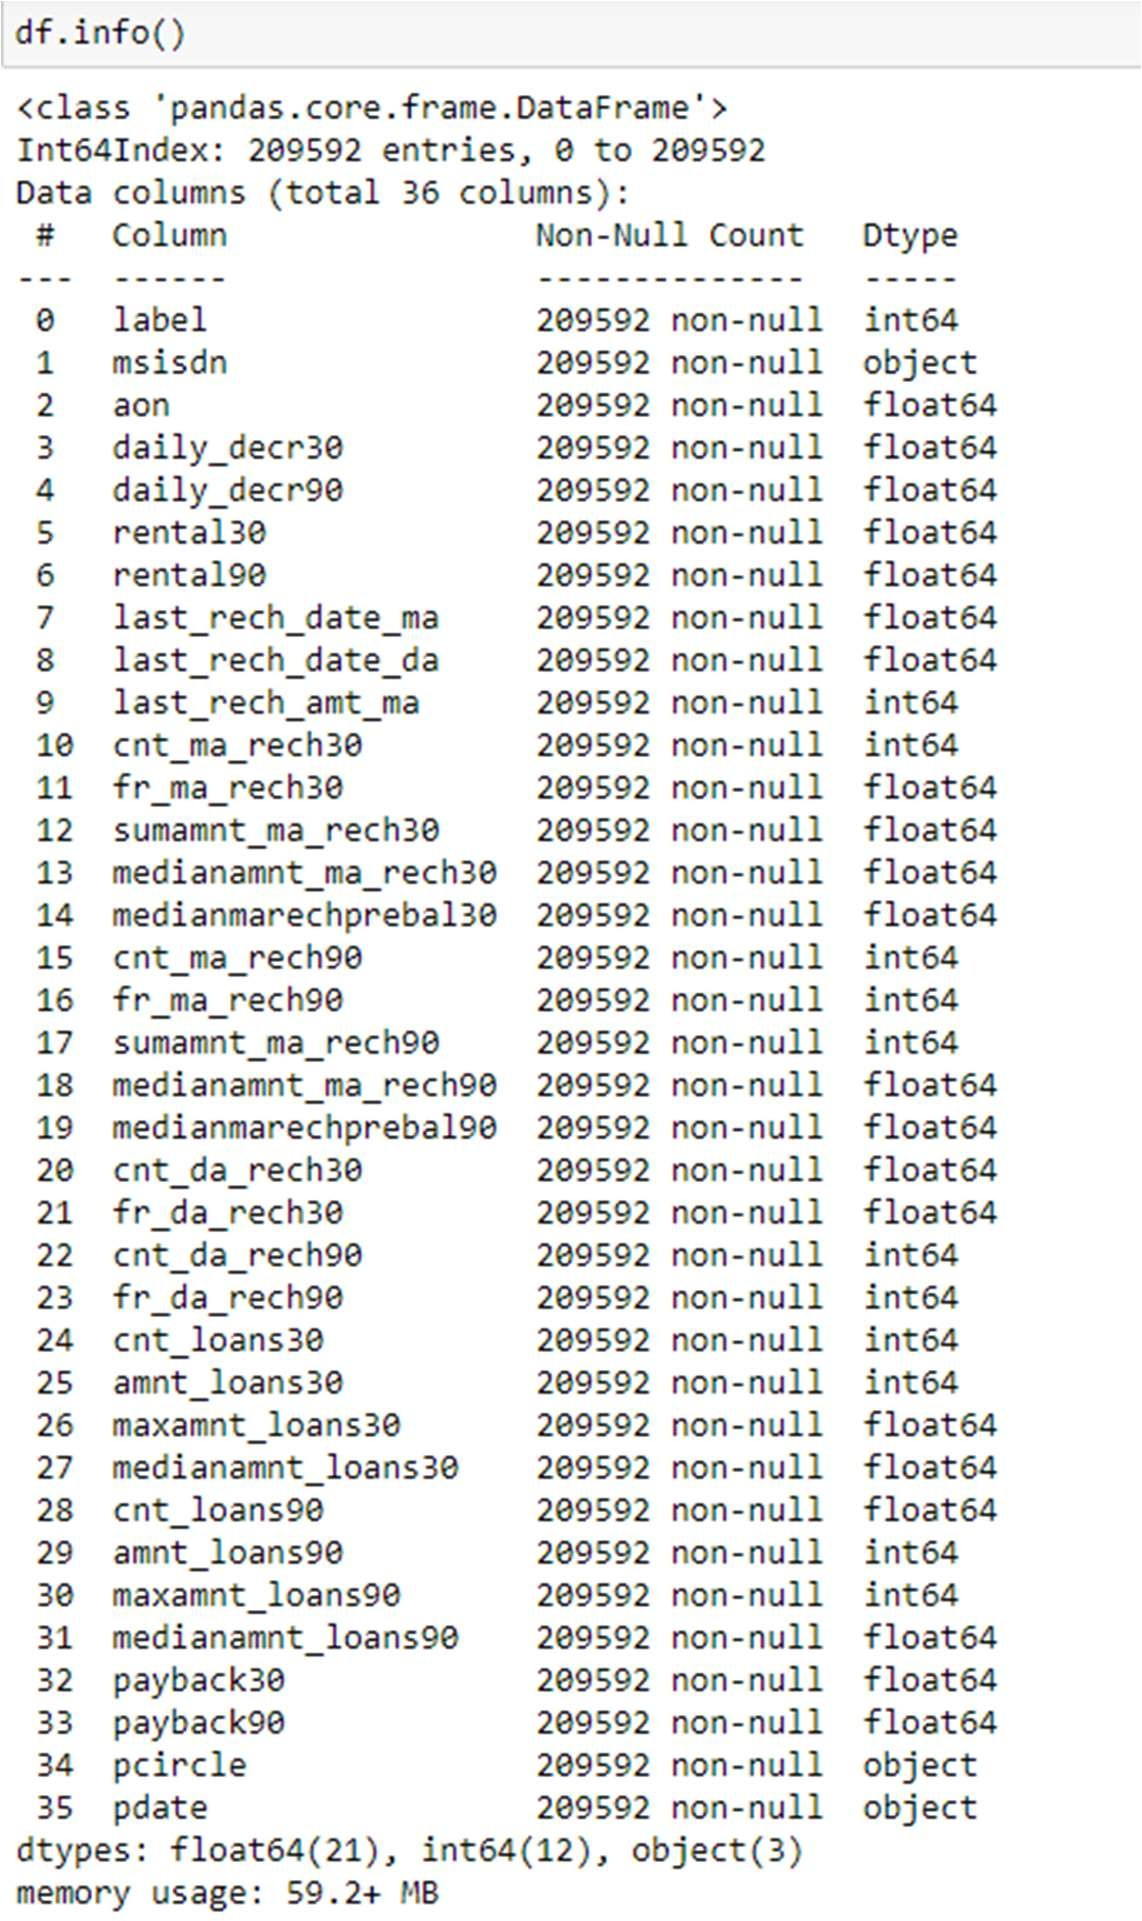 df.info()
<class 'pandas.core.frame.DataFrame'>
Int64Index: 209592 entries, 0 to 209592
Data columns (total 36 columns):
 #   Column                Non-Null Count   Dtype
---  ------                --------------   -----
 0   label                 209592 non-null  int64
 1   msisdn                209592 non-null  object
 2   aon                   209592 non-null  float64
 3   daily_decr30          209592 non-null  float64
 4   daily_decr90          209592 non-null  float64
 5   rental30              209592 non-null  float64
 6   rental90              209592 non-null  float64
 7   last_rech_date_ma     209592 non-null  float64
 8   last_rech_date_da     209592 non-null  float64
 9   last_rech_amt_ma      209592 non-null  int64
 10  cnt_ma_rech30         209592 non-null  int64
 11  fr_ma_rech30          209592 non-null  float64
 12  sumamnt_ma_rech30     209592 non-null  float64
 13  medianamnt_ma_rech30  209592 non-null  float64
 14  medianmarechprebal30  209592 non-null  float64
 15  cnt_ma_rech90         209592 non-null  int64
 16  fr_ma_rech90          209592 non-null  int64
 17  sumamnt_ma_rech90     209592 non-null  int64
 18  medianamnt_ma_rech90  209592 non-null  float64
 19  medianmarechprebal90  209592 non-null  float64
 20  cnt_da_rech30         209592 non-null  float64
 21  fr_da_rech30          209592 non-null  float64
 22  cnt_da_rech90         209592 non-null  int64
 23  fr_da_rech90          209592 non-null  int64
 24  cnt_loans30           209592 non-null  int64
 25  amnt_loans30          209592 non-null  int64
 26  maxamnt_loans30       209592 non-null  float64
 27  medianamnt_loans30    209592 non-null  float64
 28  cnt_loans90           209592 non-null  float64
 29  amnt_loans90          209592 non-null  int64
 30  maxamnt_loans90       209592 non-null  int64
 31  medianamnt_loans90    209592 non-null  float64
 32  payback30             209592 non-null  float64
 33  payback90             209592 non-null  float64
 34  pcircle               209592 non-null  object
 35  pdate                 209592 non-null  object
dtypes: float64(21), int64(12), object(3)
memory usage: 59.2+ MB